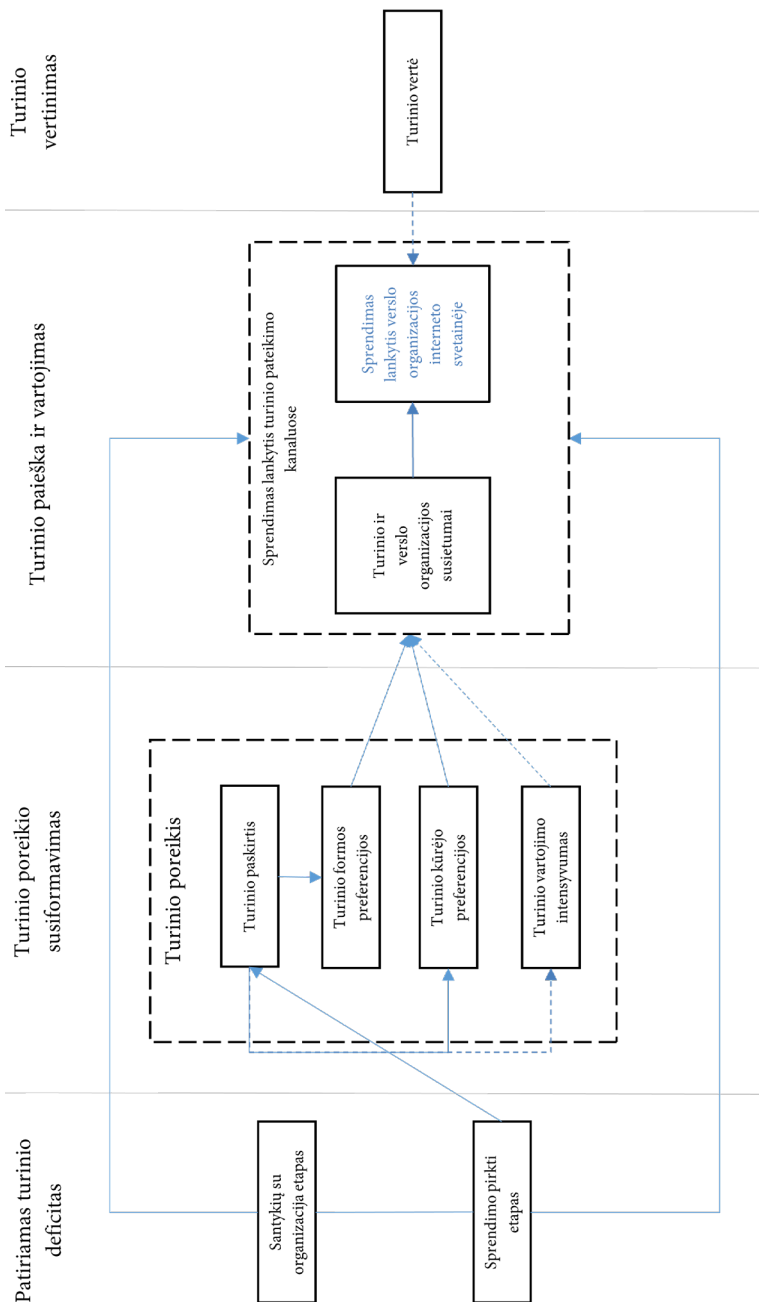 Patiriamas turinio
deficitas
Turinio poreikio
susiformavimas
Turinio paieška ir vartojimas
Turinio
vertinimas
Santykių su
organizacija etapas
Sprendimo pirkti
etapas
Turinio poreikis
Turinio paskirtis
Turinio formos
preferencijos
Turinio kūrėjo
preferencijos
Turinio vartojimo
intensyvumas
Sprendimas lankytis turinio pateikimo
kanaluose
Turinio ir
verslo
organizacijos
susietumai
Sprendimas
lankytis verslo
organizacijos
interneto
svetainėje
Turinio vertė